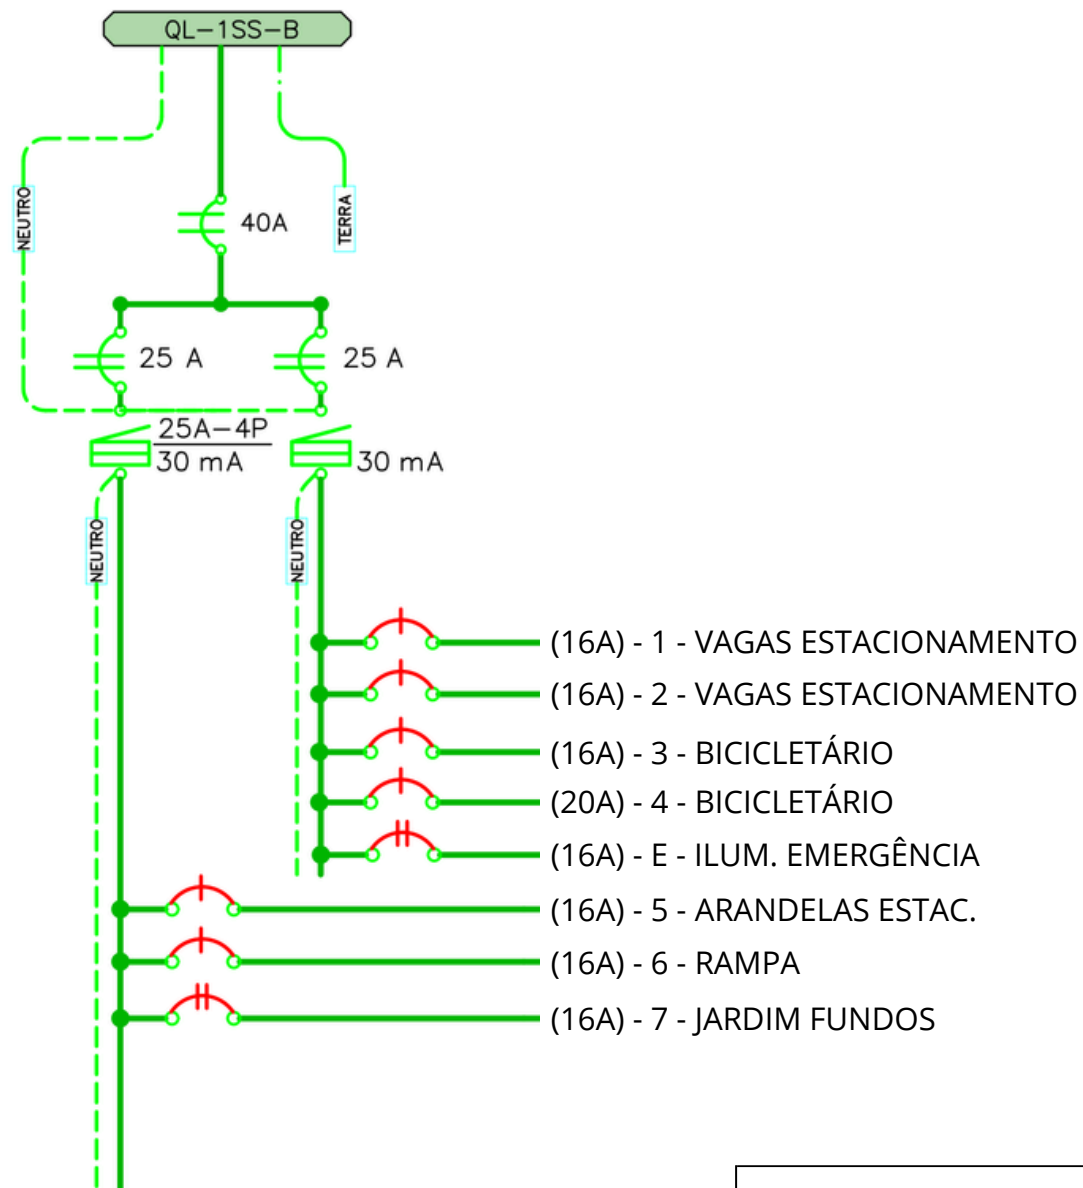 QL-1SS-B
NEUTRO
TERRA
40A
25 A
25 A
25A-4P
30 mA
30 mA
NEUTRO
NEUTRO
(16A) - 1 - VAGAS ESTACIONAMENTO
(16A) - 2 - VAGAS ESTACIONAMENTO
(16A) - 3 - BICICLETÁRIO
(20A) - 4 - BICICLETÁRIO
(16A) - E - ILUM. EMERGÊNCIA
(16A) - 5 - ARANDELAS ESTAC.
(16A) - 6 - RAMPA
(16A) - 7 - JARDIM FUNDOS